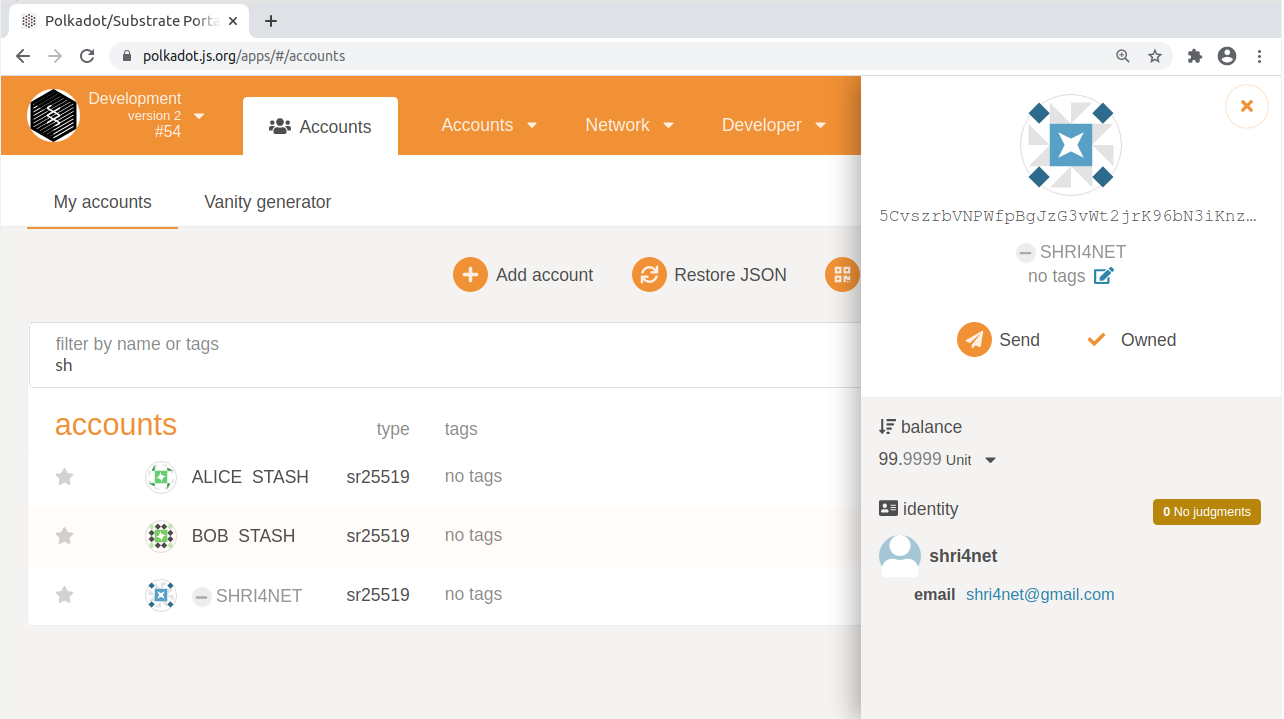 Polkadot/Substrate Porta
polkadot.js.org/apps/#/accounts
Development
version 2
#54
Accounts
Accounts
Network
Developer
My accounts
Vanity generator
Add account
Restore JSON
filter by name or tags
sh
accounts
type
tags
ALICE STASH
sr25519
no tags
BOB STASH
sr25519
no tags
SHRI4NET
sr25519
no tags
5CvszrbVNPWfpBgJzG3vWt2jrK96bN3iKnz…
SHRI4NET
no tags
Send
Owned
balance
99.9999 Unit
identity
0 No judgments
shri4net
email shri4net@gmail.com